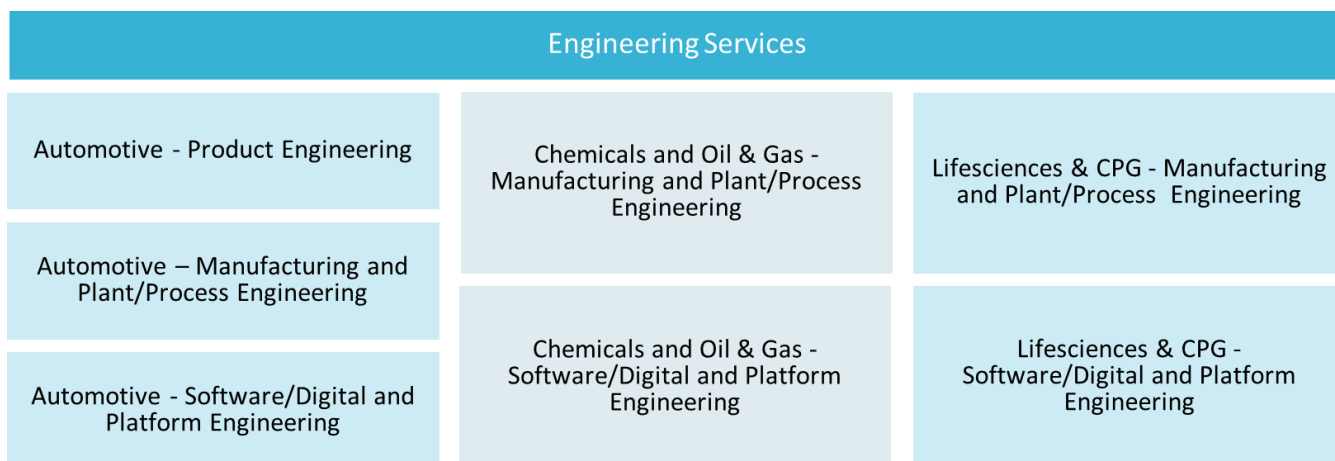 Engineering Services
Automotive - Product Engineering
Automotive – Manufacturing and
Plant/Process Engineering
Automotive - Software/Digital and
Platform Engineering
Chemicals and Oil & Gas -
Manufacturing and Plant/Process
Engineering
Chemicals and Oil & Gas -
Software/Digital and Platform
Engineering
Lifesciences & CPG - Manufacturing
and Plant/Process  Engineering
Lifesciences & CPG -
Software/Digital and Platform
Engineering